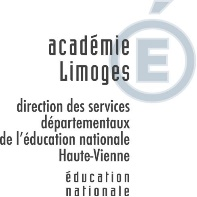 académie
Limoges
É
direction des services
départementaux
de l'éducation nationale
Haute-Vienne
éducation
nationale